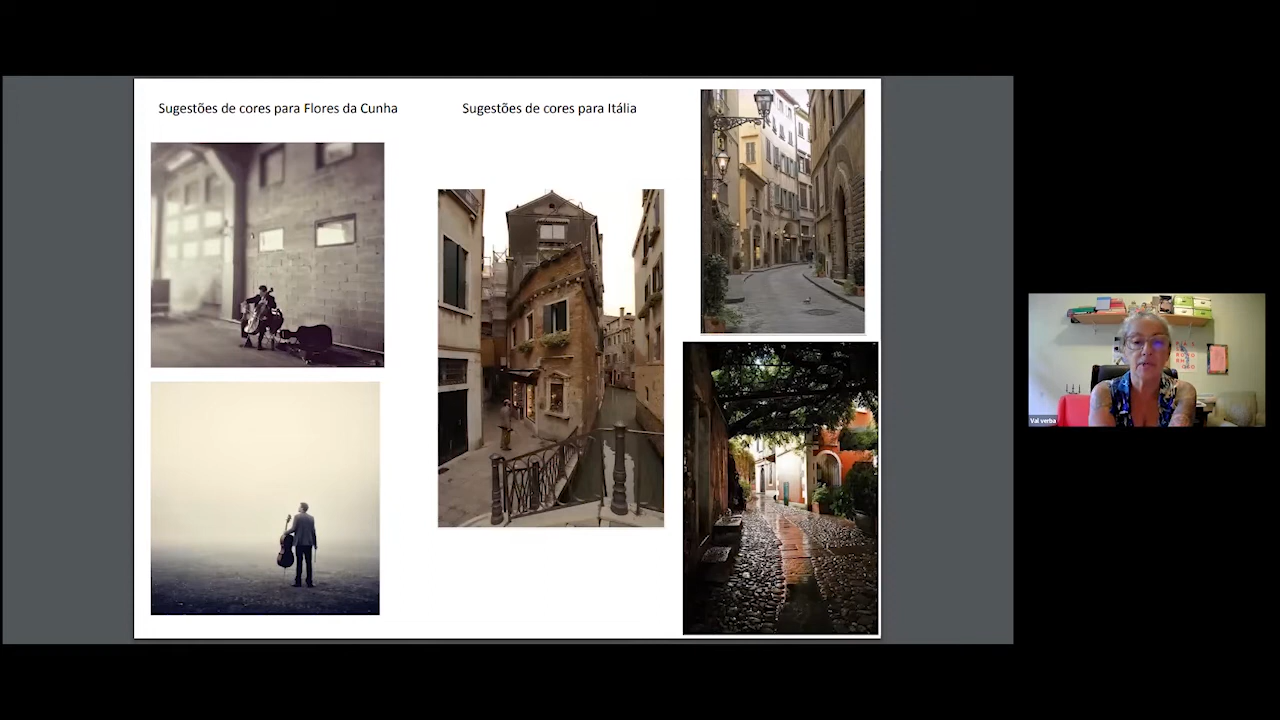 Sugestões de cores para Flores da Cunha
Sugestões de cores para Itália
Val verba